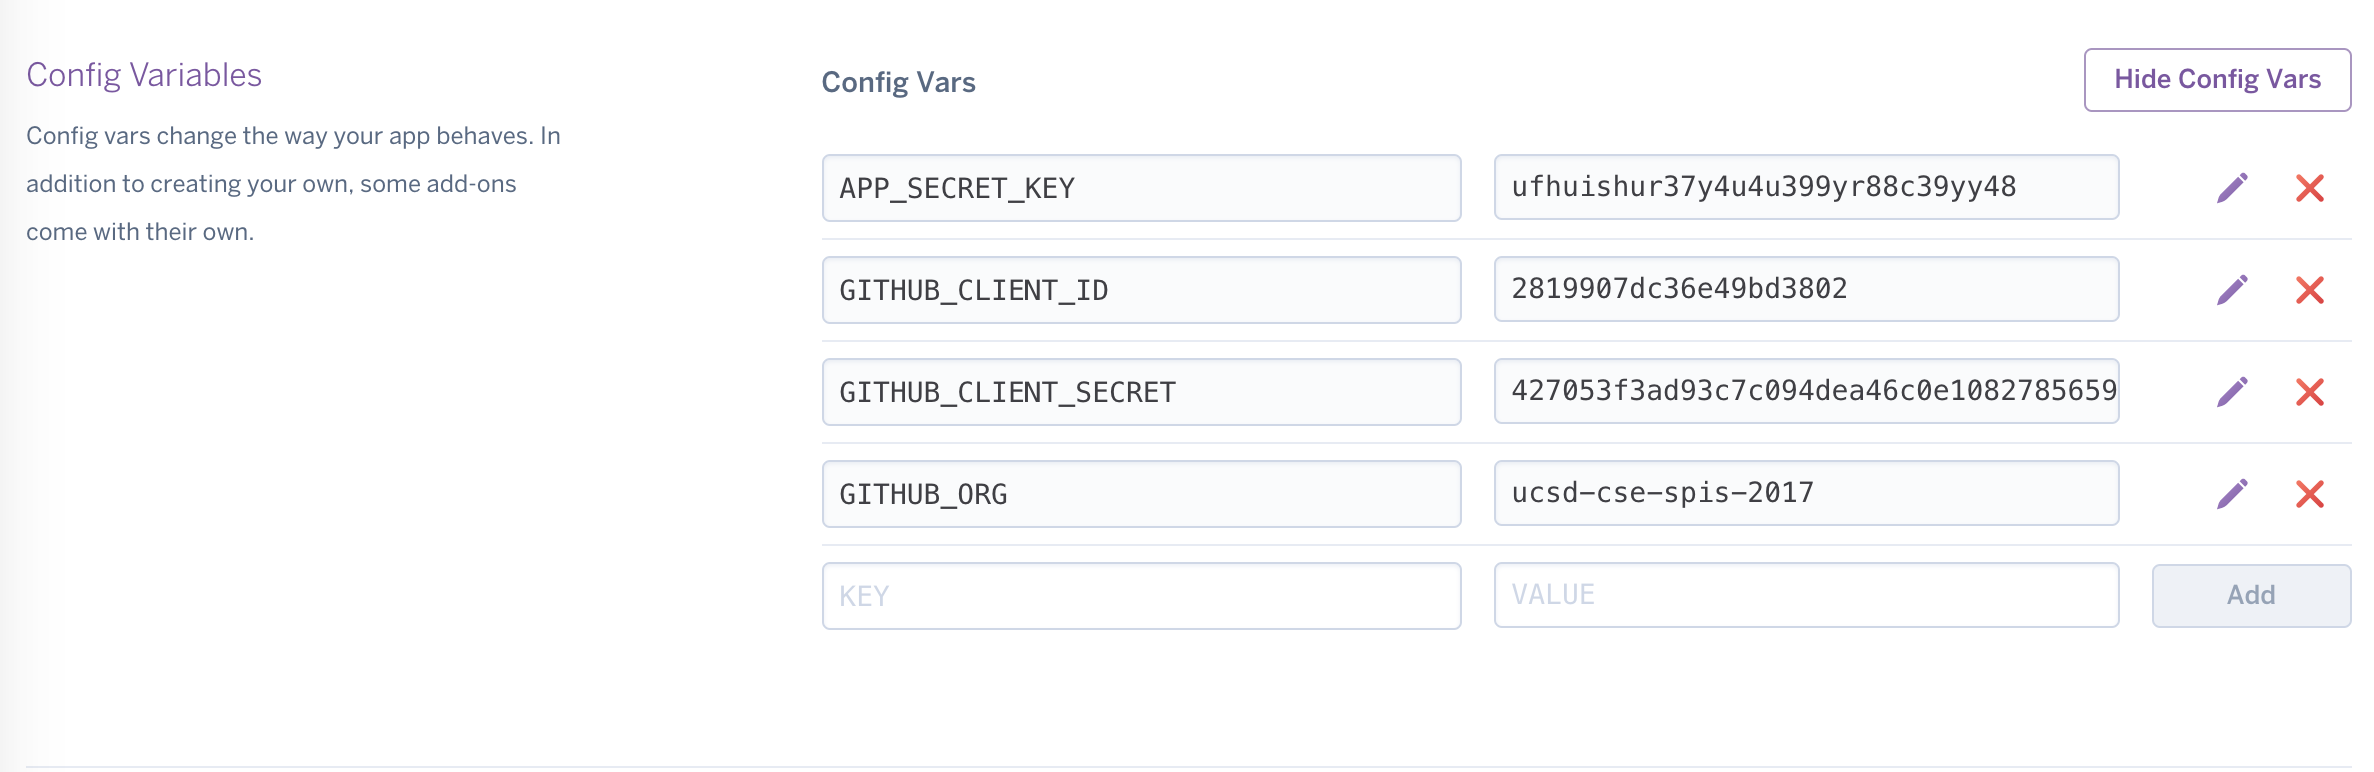 Config Variables
Config vars change the way your app behaves. In
addition to creating your own, some add-ons
come with their own.
Config Vars
Hide Config Vars
APP_SECRET_KEY
ufhuishur37y4u4u399yr88c39yy48
GITHUB_CLIENT_ID
2819907dc36e49bd3802
GITHUB_CLIENT_SECRET
427053f3ad93c7c094dea46c0e1082785659
GITHUB_ORG
ucsd-cse-spis-2017
KEY
VALUE
Add